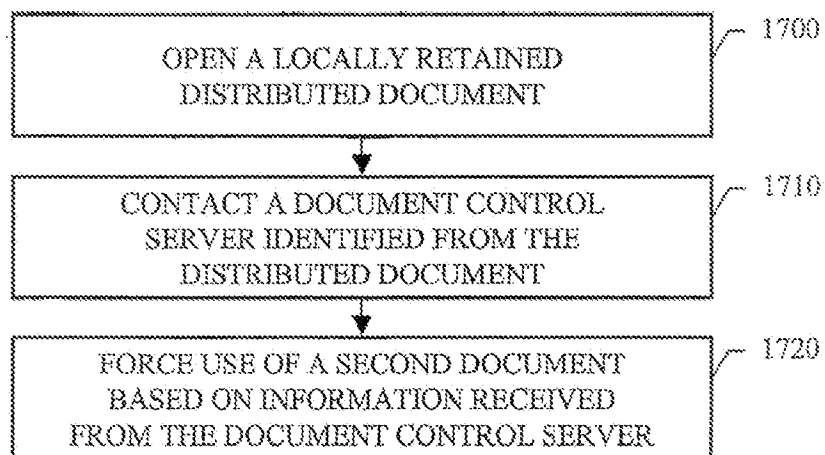 OPEN A LOCALLY RETAINED
DISTRIBUTED DOCUMENT
1700
CONTACT A DOCUMENT CONTROL
SERVER IDENTIFIED FROM THE
DISTRIBUTED DOCUMENT
1710
FORCE USE OF A SECOND DOCUMENT
BASED ON INFORMATION RECEIVED
FROM THE DOCUMENT CONTROL SERVER
1720